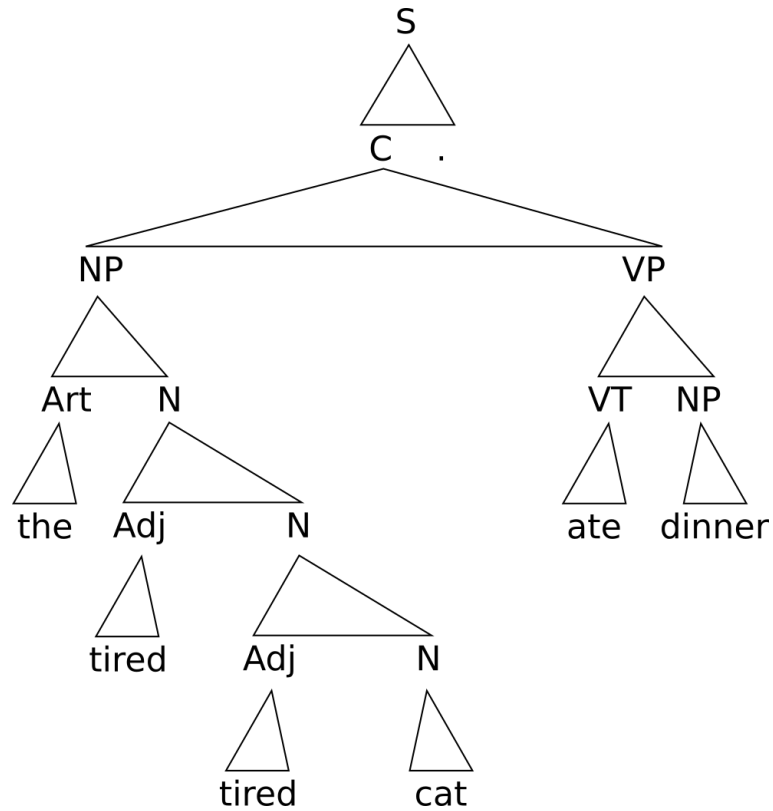 S
C .
NP VP
Art N VT NP
the Adj N ate dinner
tired Adj N
tired cat